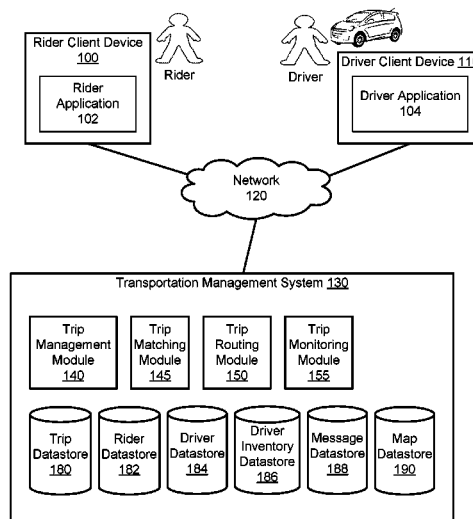 Rider Client Device
100
Rider
Application
102
Rider
Driver
Driver Client Device 110
Driver Application
104
Network
120
Transportation Management System 130
Trip
Management
Module
140
Trip
Matching
Module
145
Trip
Routing
Module
150
Trip
Monitoring
Module
155
Trip
Datastore
180
Rider
Datastore
182
Driver
Datastore
184
Driver
Inventory
Datastore
186
Message
Datastore
188
Map
Datastore
190